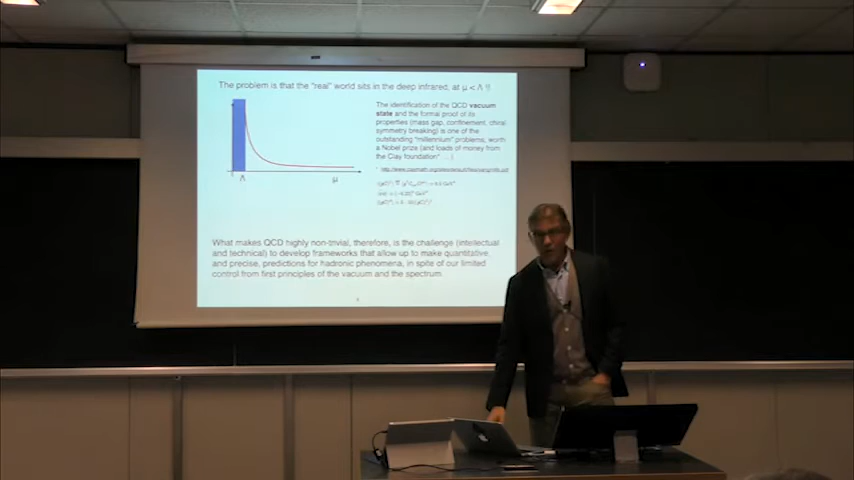 The problem is that the "real" world sits in the deep infrared, at μ < Λ !!
The identification of the QCD vacuum
state and the formal proof of its
properties (mass gap, confinement, chiral
symmetry breaking) is one of the
outstanding "millennium" problems, worth
a Nobel prize (and loads of money from
the Clay foundation* ... )
Λ
μ
What makes QCD highly non-trivial, therefore, is the challenge (intellectual
and technical) to develop frameworks that allow up to make quantitative,
and precise, predictions for hadronic phenomena, in spite of our limited
control from first principles of the vacuum and the spectrum.